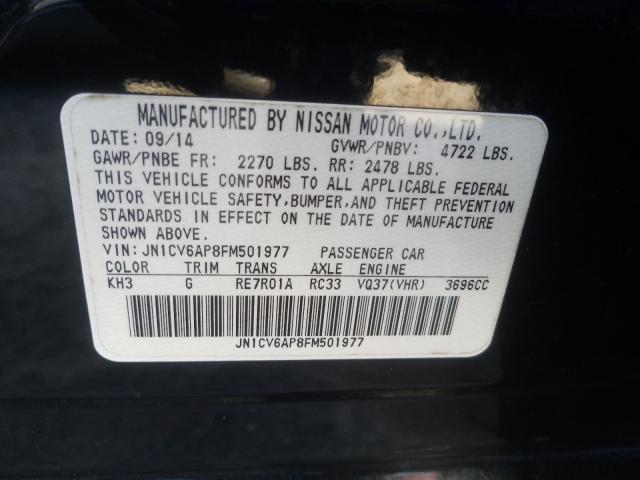 MANUFACTURED BY NISSAN MOTOR CO.,LTD.
DATE: 09/14 GVWR/PNBV: 4722 LBS.
GAWR/PNBE FR: 2270 LBS. RR: 2478 LBS.
THIS VEHICLE CONFORMS TO ALL APPLICABLE FEDERAL
MOTOR VEHICLE SAFETY, BUMPER, AND THEFT PREVENTION
STANDARDS IN EFFECT ON THE DATE OF MANUFACTURE
SHOWN ABOVE.
VIN: JN1CV6AP8FM501977 PASSENGER CAR
COLOR TRIM TRANS AXLE ENGINE
KH3 G RE7R01A RC33 VQ37(VHR) 3696CC
JN1CV6AP8FM501977